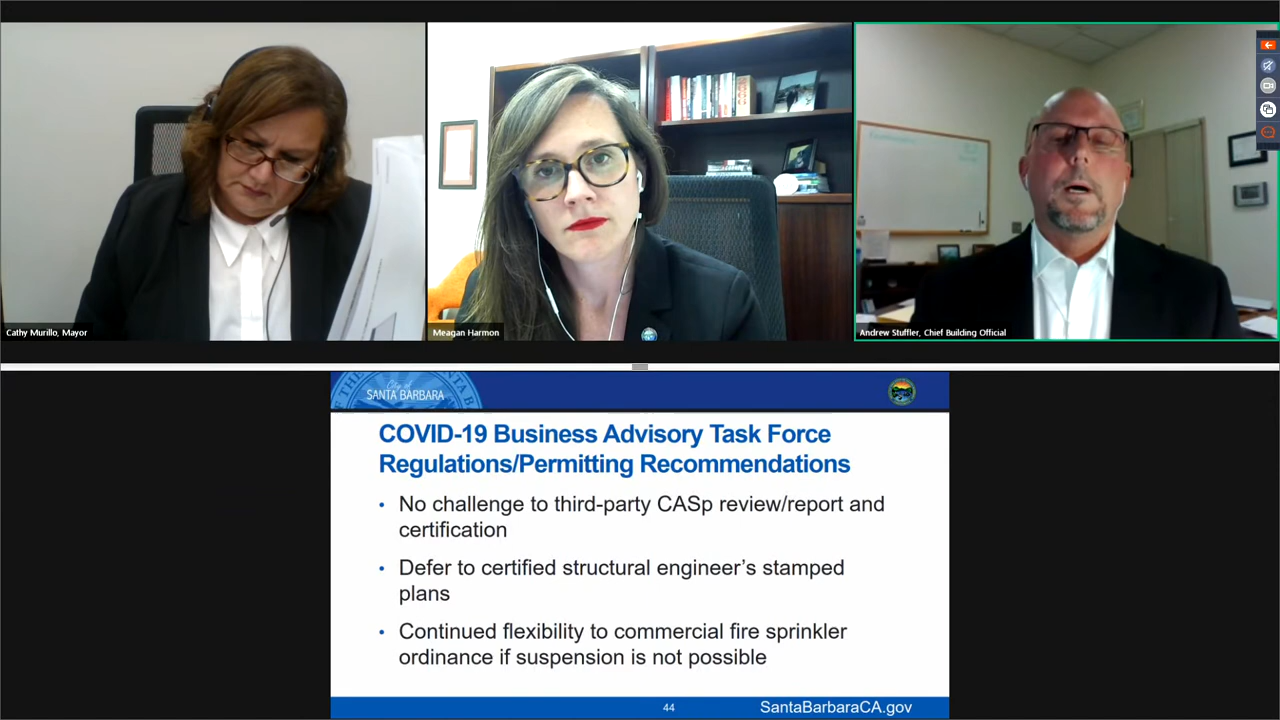 Cathy Murillo, Mayor
Meagan Harmon
Andrew Stuffler, Chief Building Official
City of
SANTA BARBARA
COVID-19 Business Advisory Task Force
Regulations/Permitting Recommendations
• No challenge to third-party CASp review/report and
certification
• Defer to certified structural engineer's stamped
plans
• Continued flexibility to commercial fire sprinkler
ordinance if suspension is not possible
44
SantaBarbaraCA.gov